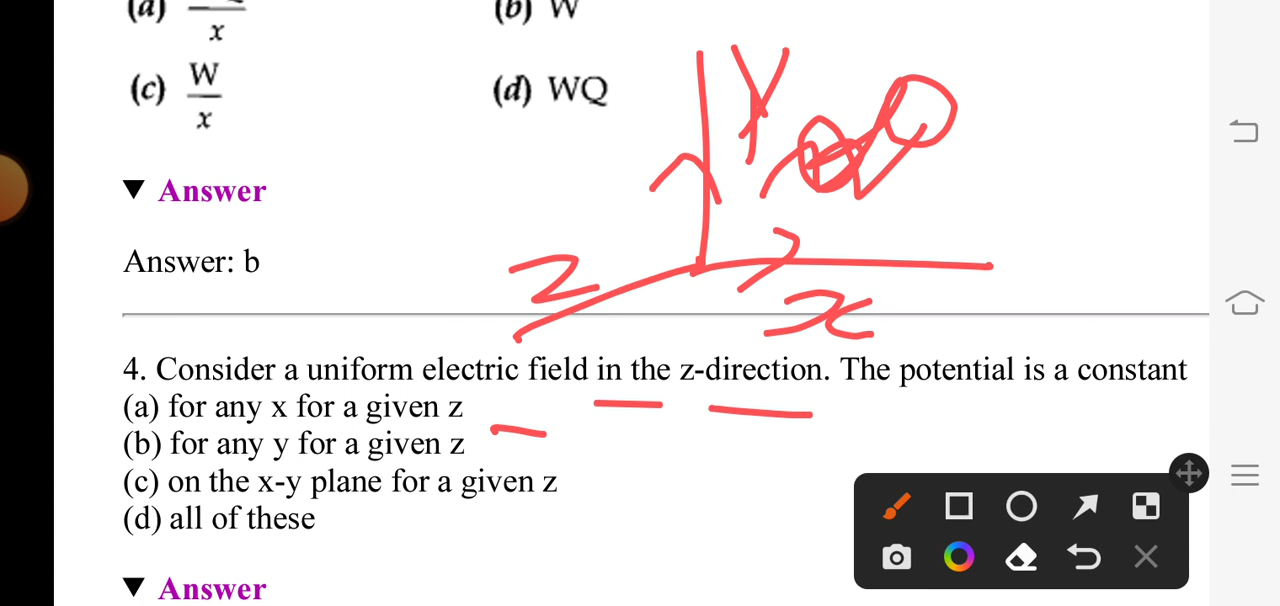 (a)
x
(b) W
(c) W
x
(d) WQ
Y
Answer
Answer: b
z
x
4. Consider a uniform electric field in the z-direction. The potential is a constant
(a) for any x for a given z
(b) for any y for a given z
(c) on the x-y plane for a given z
(d) all of these
Answer